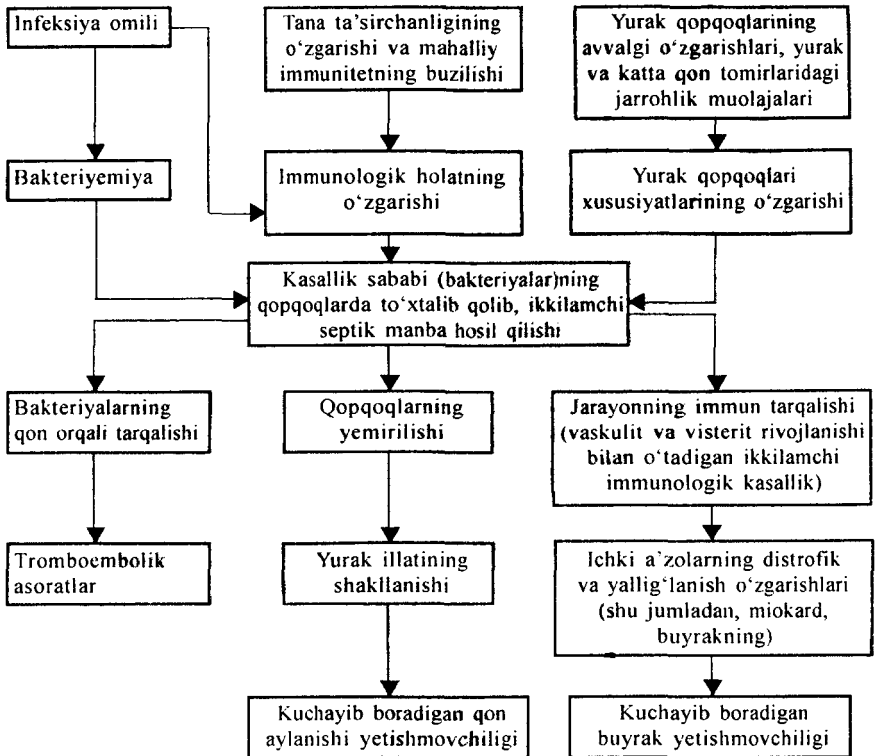 Infeksiya omili
Tana ta'sirchanligining
o‘zgarishi va mahalliy
immunitetning buzilishi
Yurak qopqoqlarining
avvalgi o‘zgarishlari, yurak
va katta qon tomirlaridagi
jarrohlik muolajalari
Bakteriyemiya
Immunologik holatning
o‘zgarishi
Yurak qopqoqlari
xususiyatlarining o‘zgarishi
Kasallik sababi (bakteriyalar)ning
qopqoqlarda to‘xtalib qolib, ikkilamchi
septik manba hosil qilishi
Bakteriyalarning
qon orqali tarqalishi
Qopqoqlarning
yemirilishi
Jarayonning immun tarqalishi
(vaskulit va visterit rivojlanishi
bilan o‘tadigan ikkilamchi
immunologik kasallik)
Tromboembolik
asoratlar
Yurak illatining
shakllanishi
Ichki a'zolarning distrofik
va yallig‘lanish o‘zgarishlari
(shu jumladan, miokard,
buyrakning)
Kuchayib boradigan qon
aylanishi yetishmovchiligi
Kuchayib boradigan
buyrak yetishmovchiligi